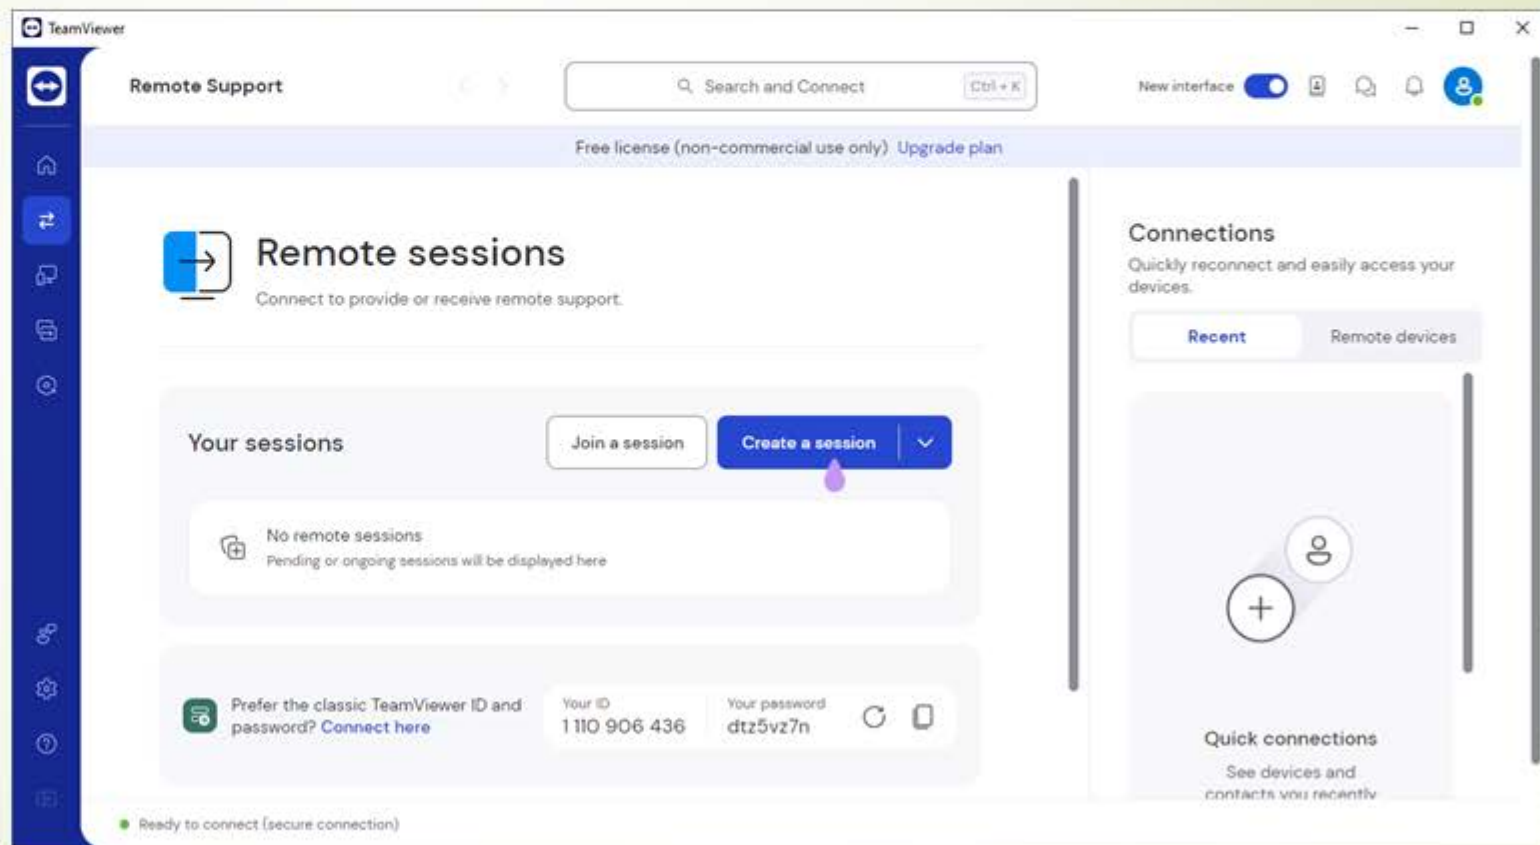 TeamViewer
Remote Support
Search and Connect
Ctrl + K
New interface
Free license (non-commercial use only) Upgrade plan
Remote sessions
Connect to provide or receive remote support.
Your sessions
Join a session
Create a session
No remote sessions
Pending or ongoing sessions will be displayed here
Prefer the classic TeamViewer ID and
password? Connect here
Your ID
1 110 906 436
Your password
dtz5vz7n
Connections
Quickly reconnect and easily access your
devices.
Recent
Remote devices
Quick connections
See devices and
contacts you recently
Ready to connect (secure connection)